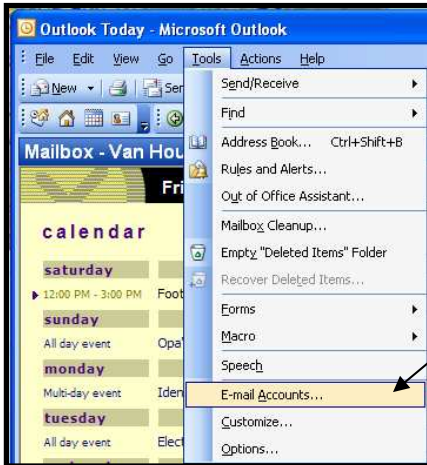 Outlook Today - Microsoft Outlook
File Edit View Go Tools Actions Help
New Sen
Send/Receive
Find
Address Book... Ctrl+Shift+B
Mailbox - Van Hou
Rules and Alerts...
Fri
Out of Office Assistant...
calendar
Mailbox Cleanup...
Empty "Deleted Items" Folder
saturday
Recover Deleted Items...
12:00 PM - 3:00 PM Foot
Forms
sunday
Macro
All day event Opa'
monday
Speech
Multi-day event Iden
E-mail Accounts...
tuesday
Customize...
All day event Elect
Options...